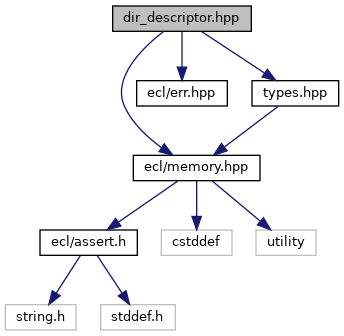 dir_descriptor.hpp
ecl/err.hpp
types.hpp
ecl/memory.hpp
ecl/assert.h
cstddef
utility
string.h
stddef.h